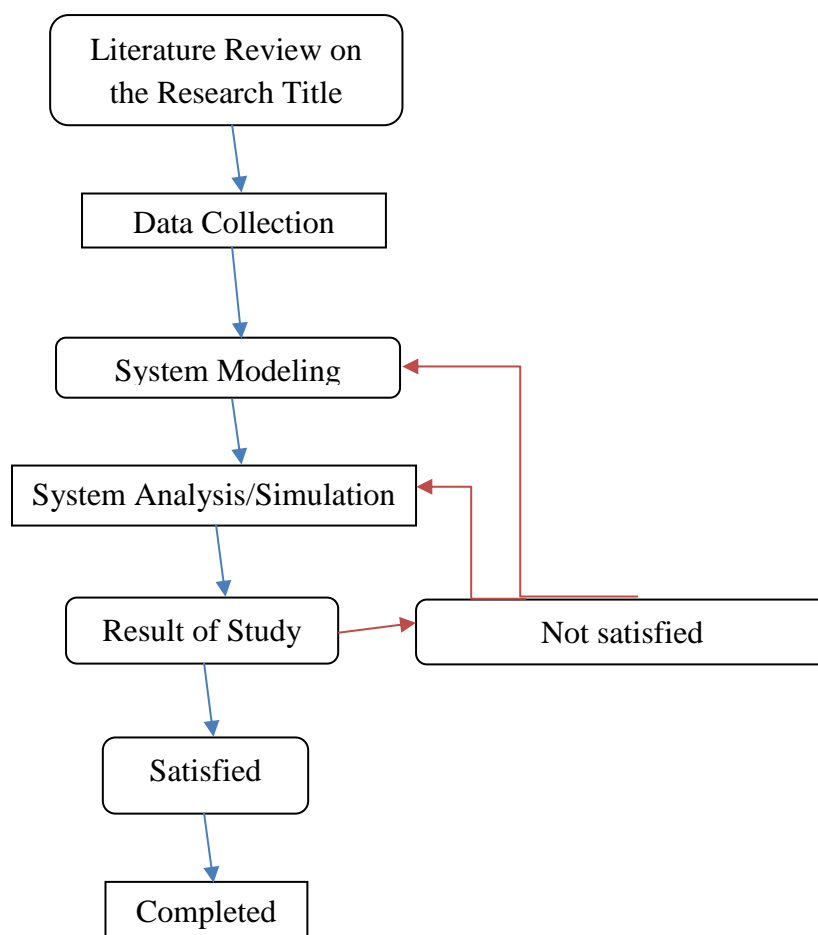 Literature Review on
the Research Title
Data Collection
System Modeling
System Analysis/Simulation
Result of Study
Not satisfied
Satisfied
Completed